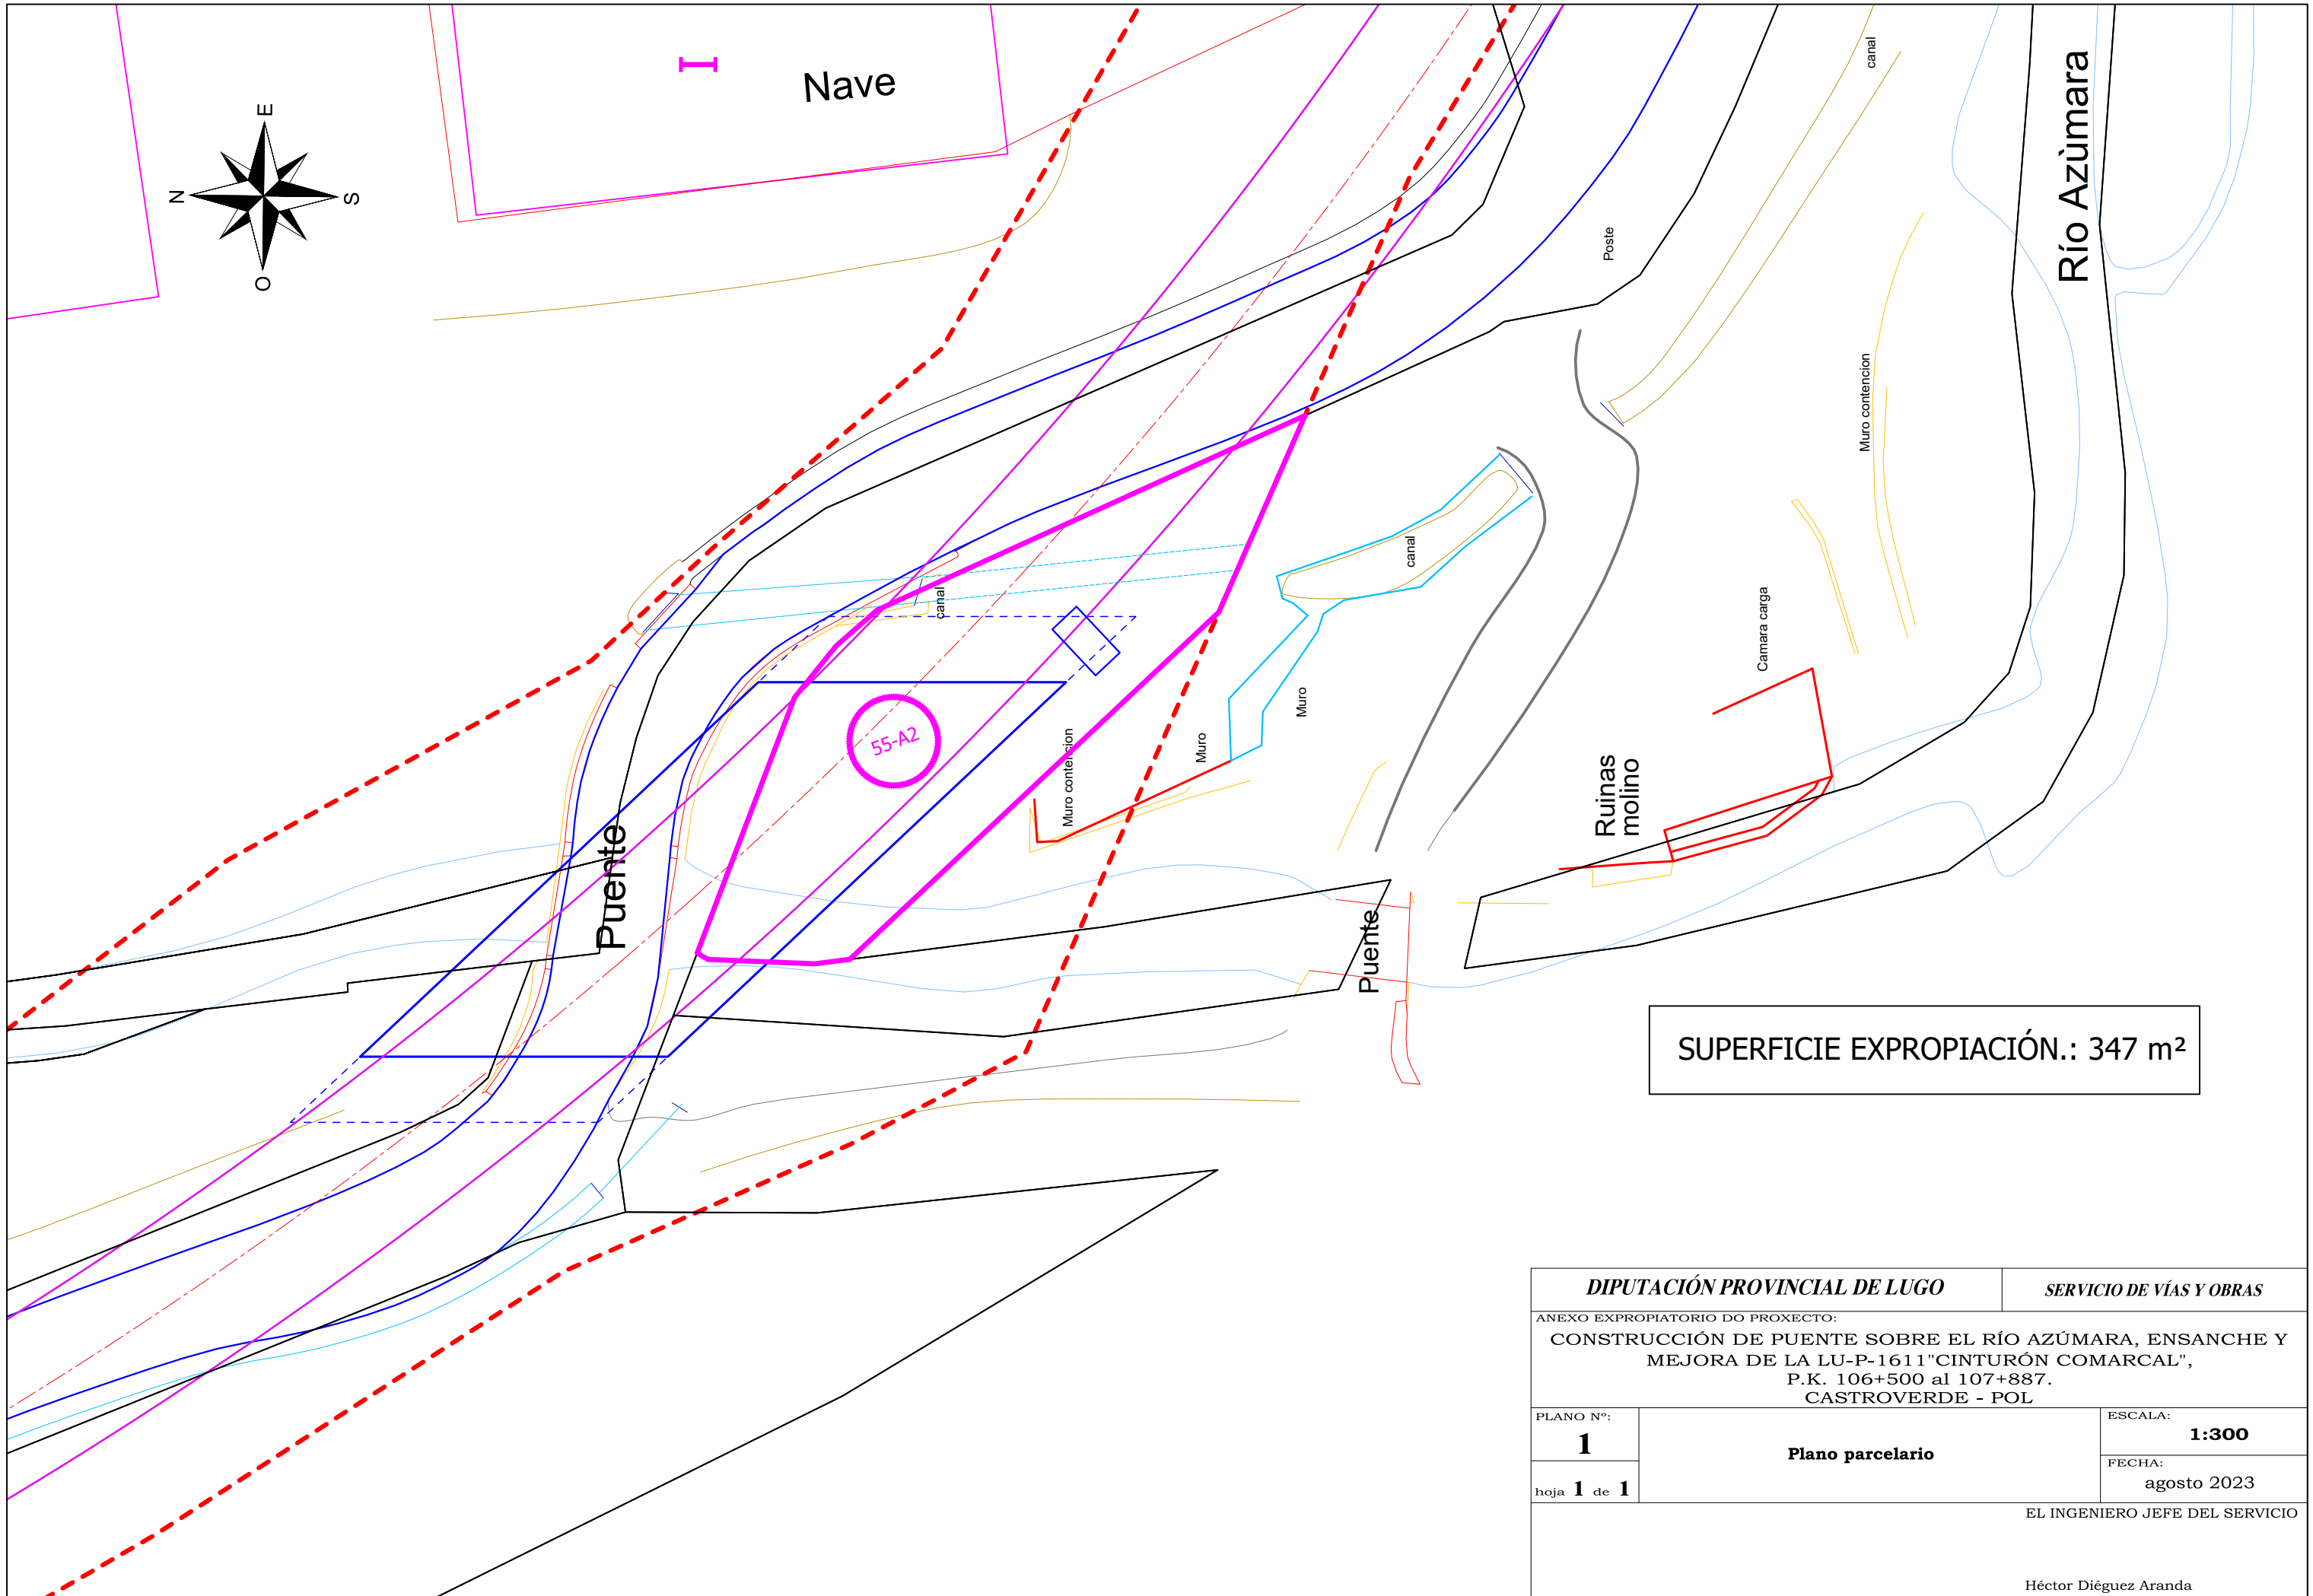 Nave
I
E
N
S
O
canal
Río Azùmara
Poste
Muro contencion
canal
canal
Camara carga
Muro
Muro
Muro contencion
55-A2
Ruinas
molino
Puente
Puente
SUPERFICIE EXPROPIACIÓN.: 347 m²
DIPUTACIÓN PROVINCIAL DE LUGO
SERVICIO DE VÍAS Y OBRAS
ANEXO EXPROPIATORIO DO PROXECTO:
CONSTRUCCIÓN DE PUENTE SOBRE EL RÍO AZÚMARA, ENSANCHE Y
MEJORA DE LA LU-P-1611"CINTURÓN COMARCAL",
P.K. 106+500 al 107+887.
CASTROVERDE - POL
PLANO Nº:
1
hoja 1 de 1
Plano parcelario
ESCALA:
1:300
FECHA:
agosto 2023
EL INGENIERO JEFE DEL SERVICIO
Héctor Diéguez Aranda